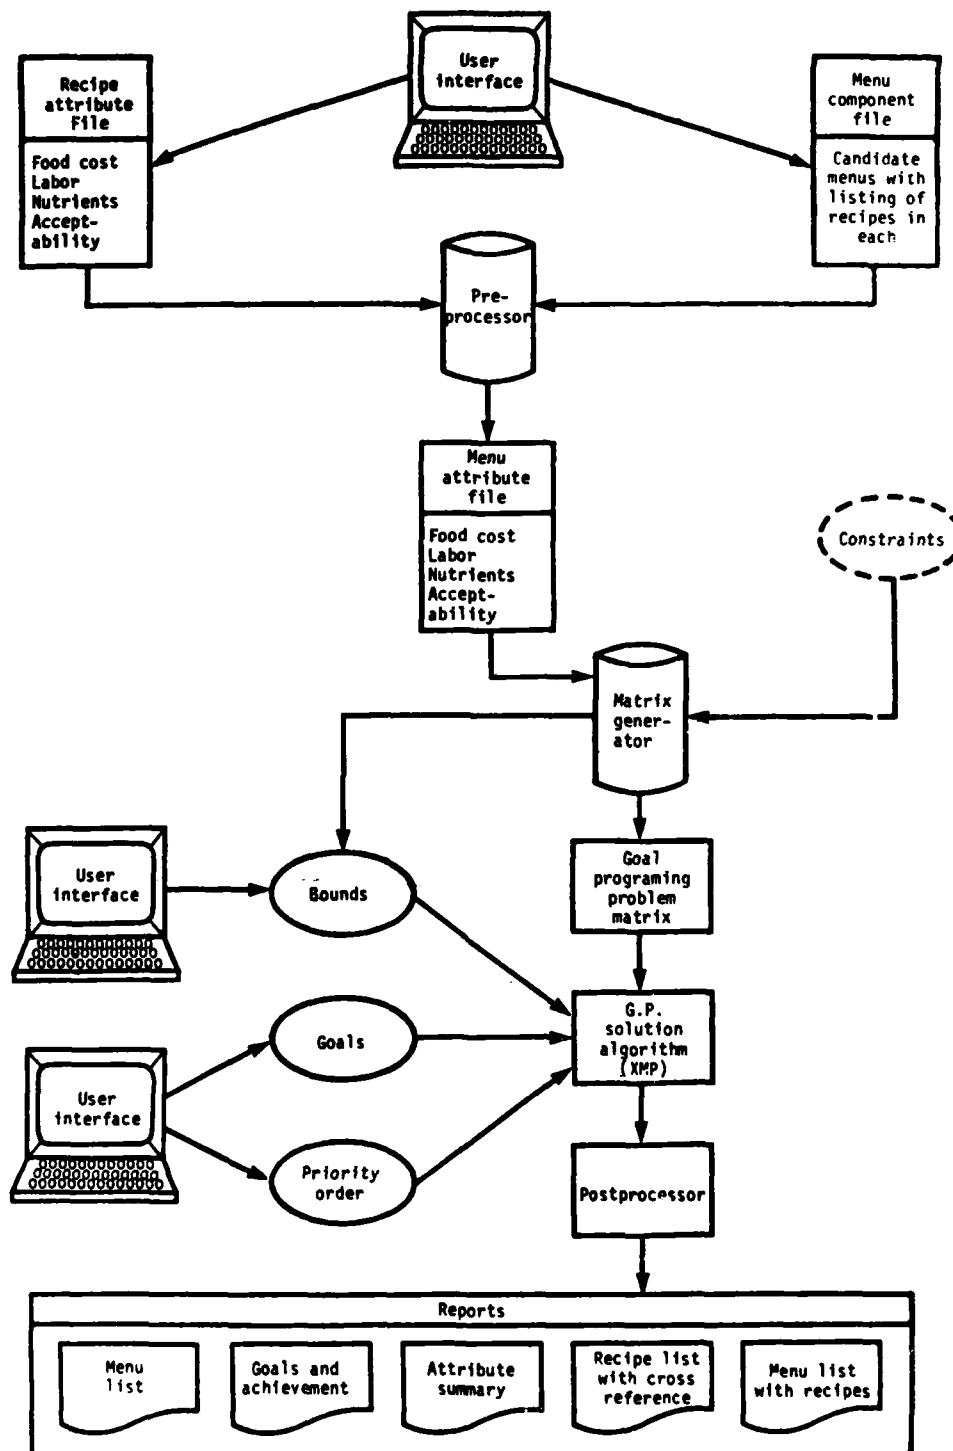 User
interface
Recipe
attribute
File
Food cost
Labor
Nutrients
Accept-
ability
Menu
component
file
Candidate
menus with
listing of
recipes in
each
Pre-
processor
Menu
attribute
file
Food cost
Labor
Nutrients
Accept-
ability
Constraints
Matrix
gener-
ator
User
interface
Bounds
Goal
programing
problem
matrix
G.P.
solution
algorithm
(XMP)
User
interface
Goals
Priority
order
Postprocessor
Reports
Menu
list
Goals and
achievement
Attribute
summary
Recipe list
with cross
reference
Menu list
with recipes